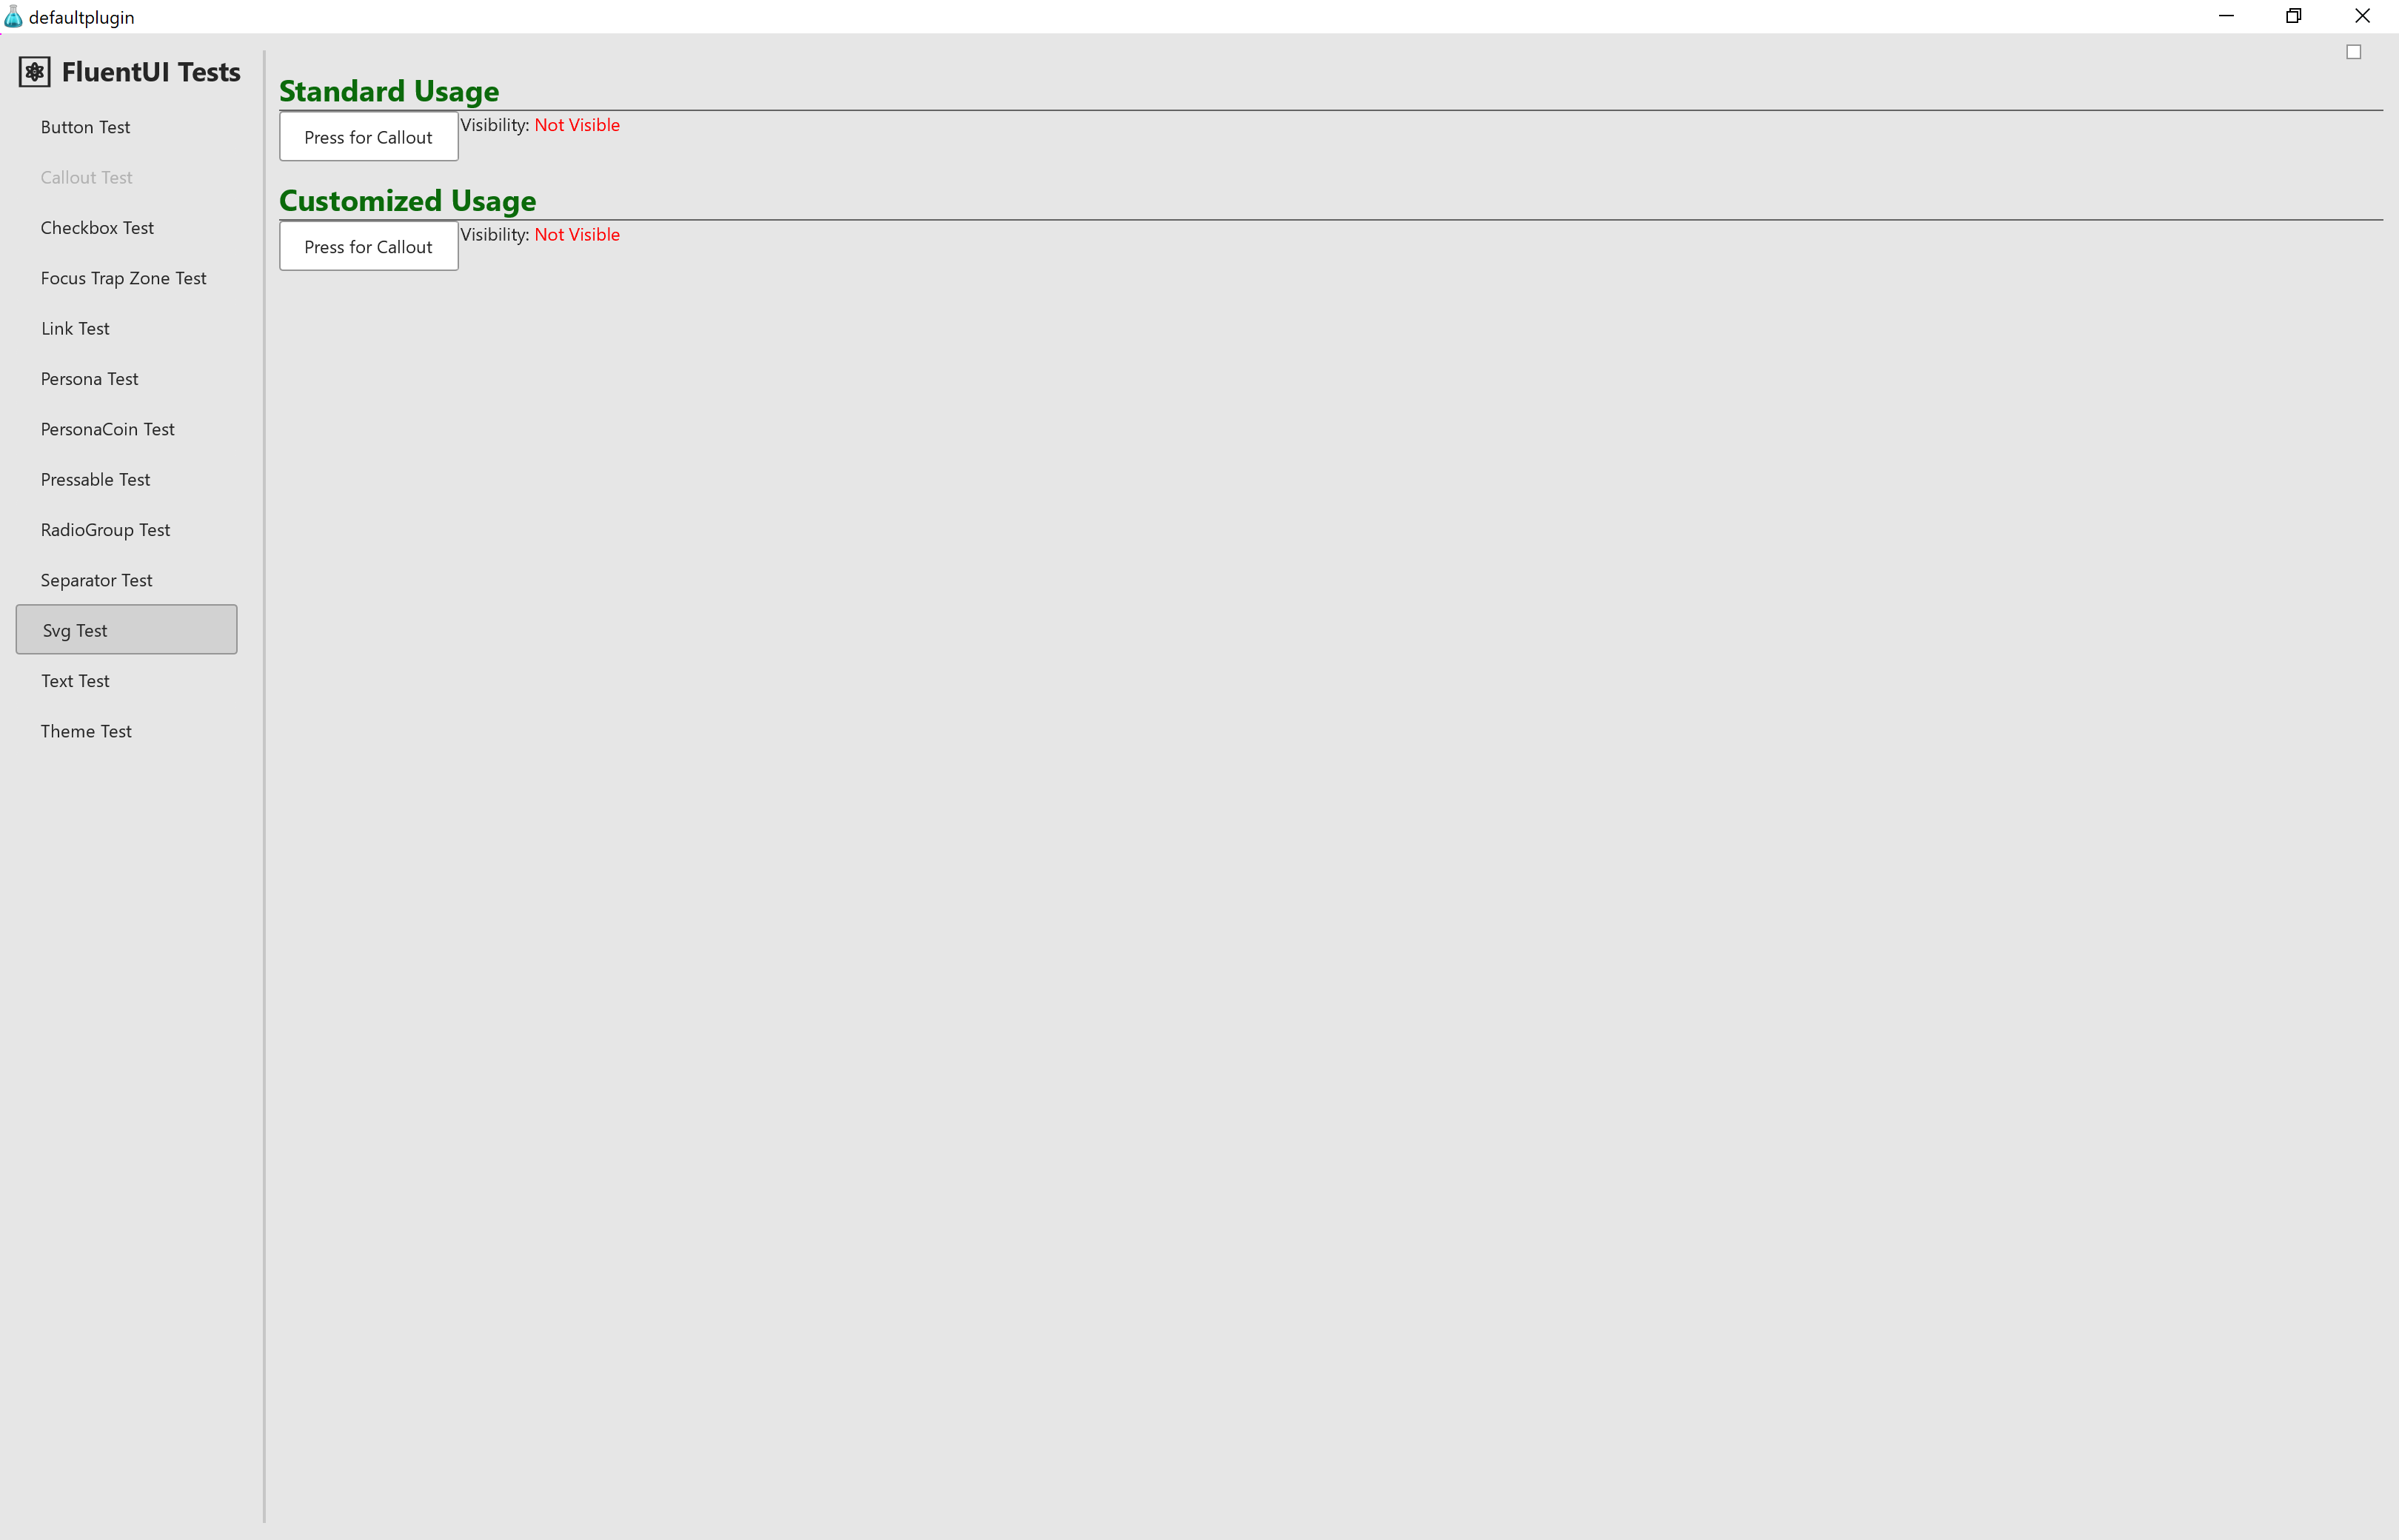 defaultplugin
FluentUI Tests
Button Test
Callout Test
Checkbox Test
Focus Trap Zone Test
Link Test
Persona Test
PersonaCoin Test
Pressable Test
RadioGroup Test
Separator Test
Svg Test
Text Test
Theme Test
Standard Usage
Press for Callout Visibility: Not Visible
Customized Usage
Press for Callout Visibility: Not Visible